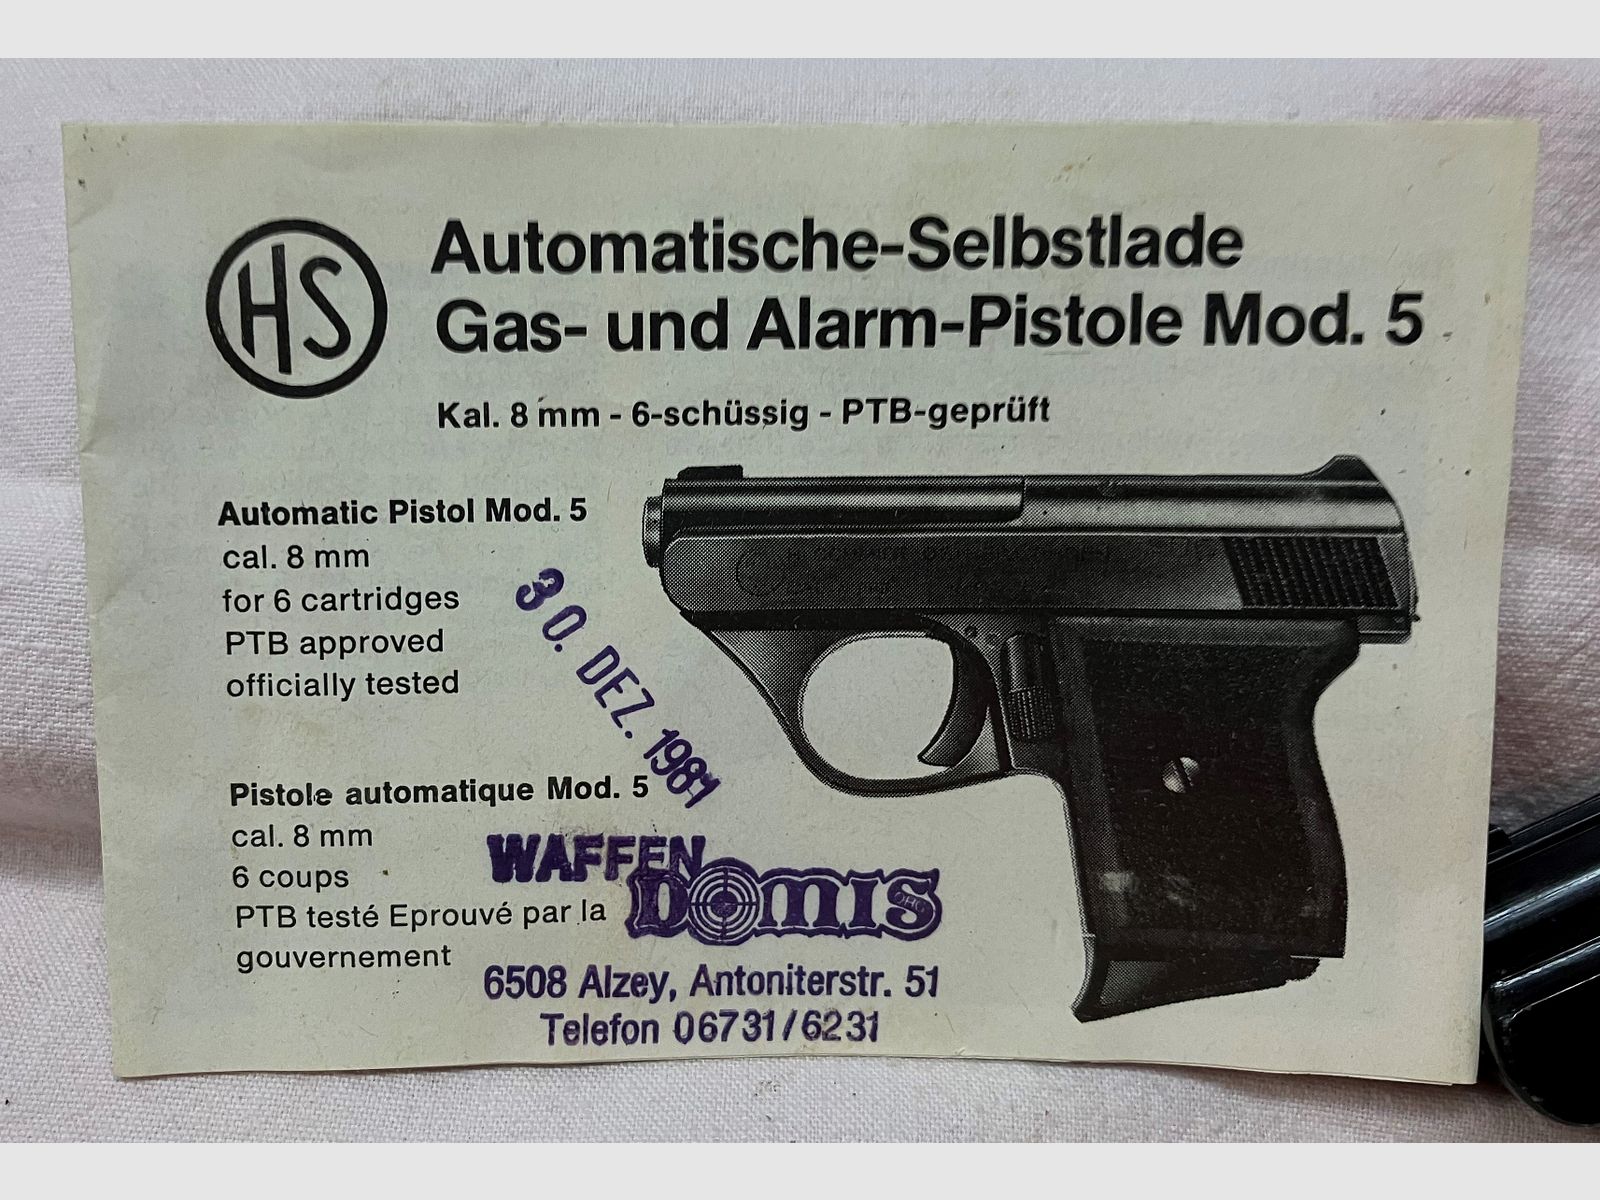 HS
Automatische-Selbstlade
Gas- und Alarm-Pistole Mod. 5
Kal. 8 mm - 6-schüssig - PTB-geprüft
Automatic Pistol Mod. 5
cal. 8 mm
for 6 cartridges
PTB approved
officially tested
30. DEZ. 1981
Pistole automatique Mod. 5
cal. 8 mm
6 coups
PTB testé Eprouvé par la
gouvernement
WAFFEN
DOMIS
OHG
6508 Alzey, Antoniterstr. 51
Telefon 06731/6231